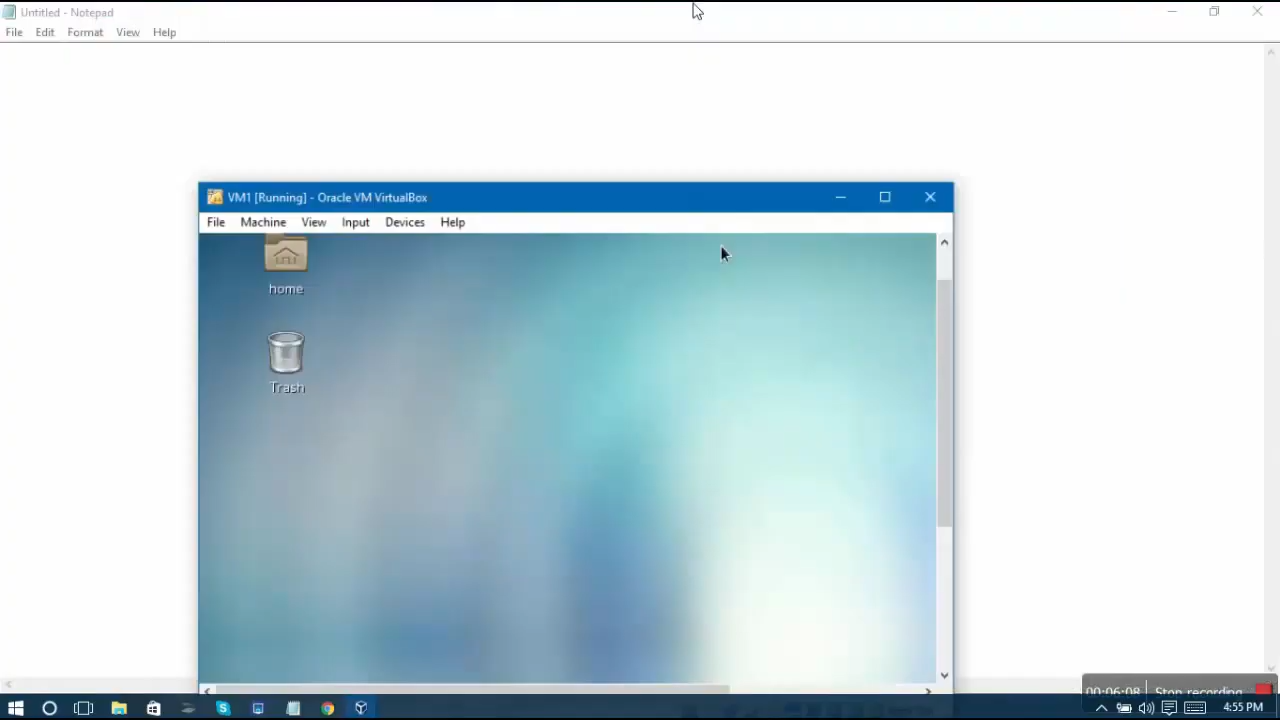 Untitled - Notepad
File Edit Format View Help
VM1 [Running] - Oracle VM VirtualBox
File Machine View Input Devices Help
home
Trash
00:06:08 Stop recording
4:55 PM